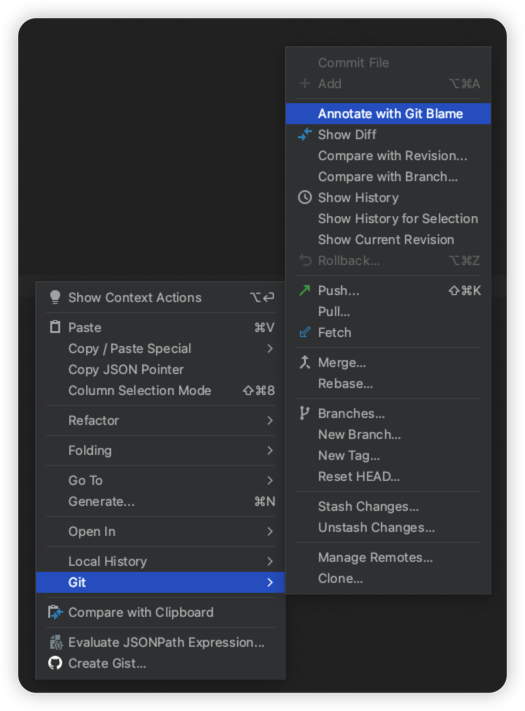 Commit File
Add ⌥⌘A
Annotate with Git Blame
Show Diff
Compare with Revision...
Compare with Branch...
Show History
Show History for Selection
Show Current Revision
Rollback... ⌥⌘Z
Push... ⇧⌘K
Pull...
Fetch
Merge...
Rebase...
Branches...
New Branch...
New Tag...
Reset HEAD...
Stash Changes...
Unstash Changes...
Manage Remotes...
Clone...
Show Context Actions ⌥⏎
Paste ⌘V
Copy / Paste Special
Copy JSON Pointer
Column Selection Mode ⇧⌘8
Refactor
Folding
Go To
Generate... ⌘N
Open In
Local History
Git
Compare with Clipboard
Evaluate JSONPath Expression...
Create Gist...